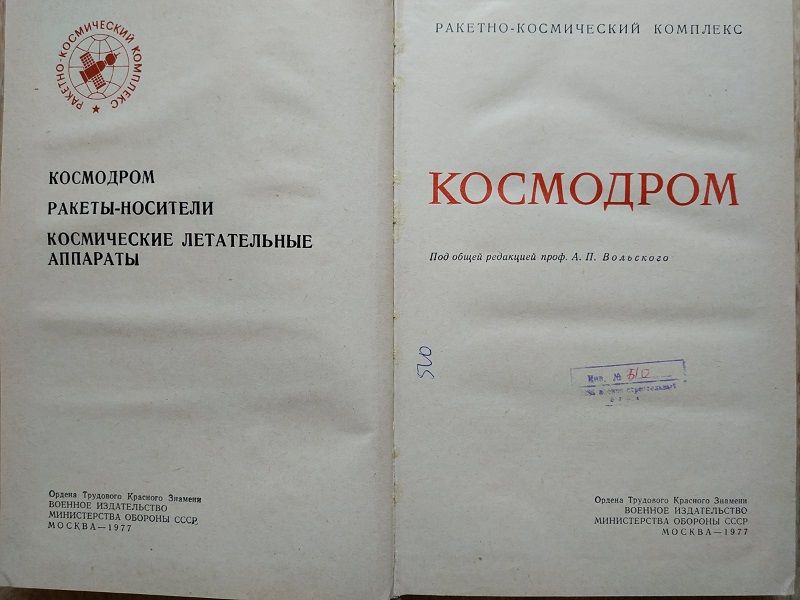 РАКЕТНО-КОСМИЧЕСКИЙ КОМПЛЕКС
КОСМОДРОМ
РАКЕТЫ-НОСИТЕЛИ
КОСМИЧЕСКИЕ ЛЕТАТЕЛЬНЫЕ
АППАРАТЫ
Ордена Трудового Красного Знамени
ВОЕННОЕ ИЗДАТЕЛЬСТВО
МИНИСТЕРСТВА ОБОРОНЫ СССР
МОСКВА—1977
РАКЕТНО-КОСМИЧЕСКИЙ КОМПЛЕКС
КОСМОДРОМ
Под общей редакцией проф. А. П. Вольского
510
Инв. № 510
Ордена Трудового Красного Знамени
ВОЕННОЕ ИЗДАТЕЛЬСТВО
МИНИСТЕРСТВА ОБОРОНЫ СССР
МОСКВА—1977